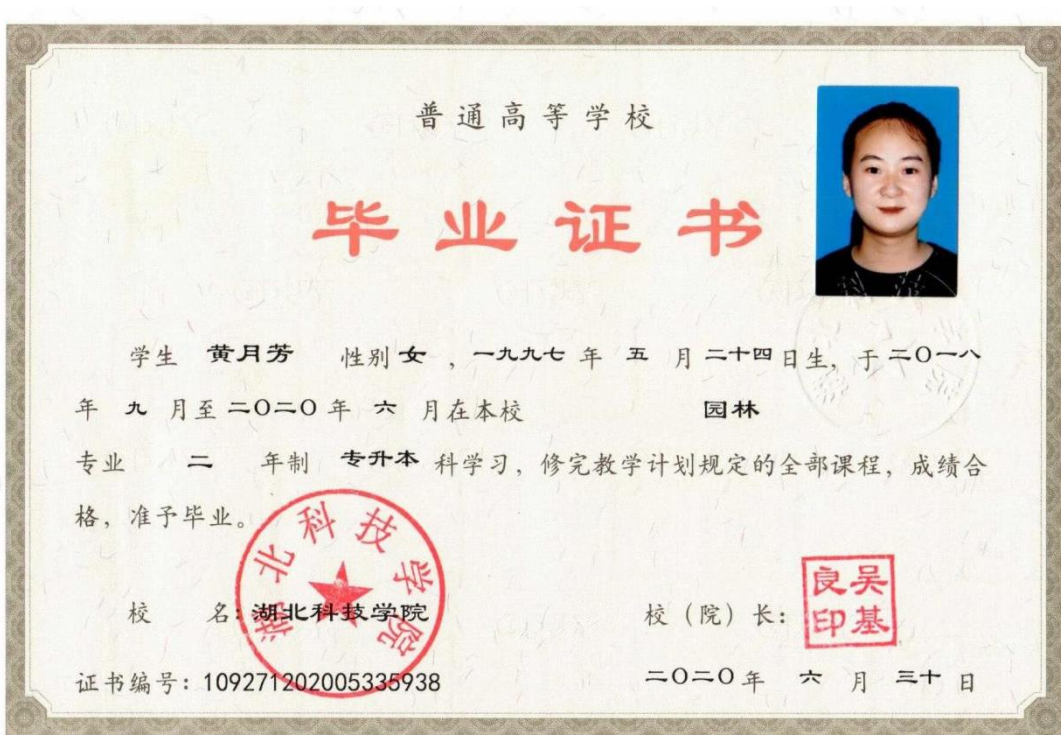 普通高等学校
毕业证书
学生 黄月芳 性别 女 ，一九九七 年 五 月 二十四 日生，于 二〇一八
年 九 月至 二〇二〇 年 六 月在本校 园林
专业 二 年制 专升本 科学习，修完教学计划规定的全部课程，成绩合
格，准予毕业。
湖北科技学院
校 名：湖北科技学院 校（院）长：
吴基良印
证书编号：109271202005335938 二〇二〇 年 六 月 三十 日